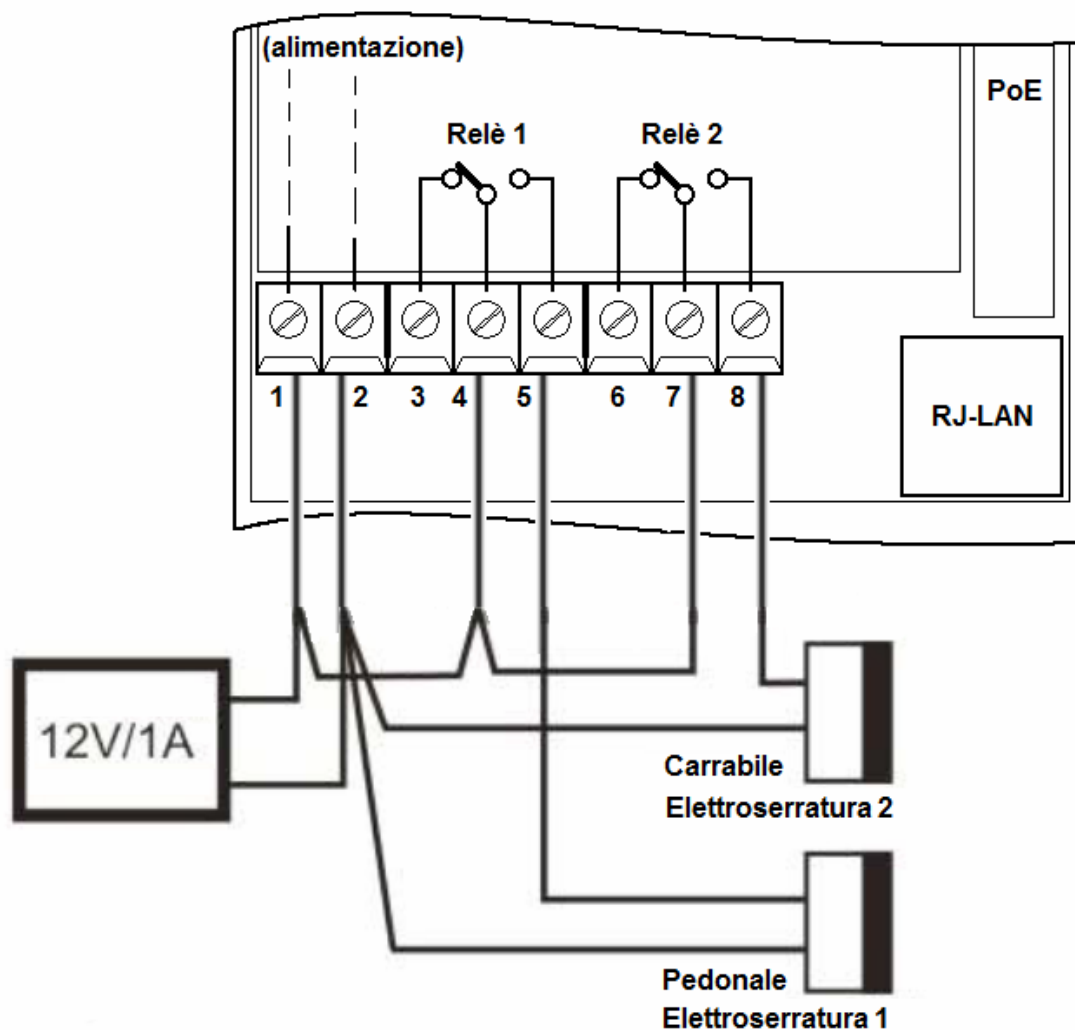 (alimentazione)
PoE
Relè 1
Relè 2
1 2 3 4 5 6 7 8
RJ-LAN
12V/1A
Carrabile
Elettroserratura 2
Pedonale
Elettroserratura 1